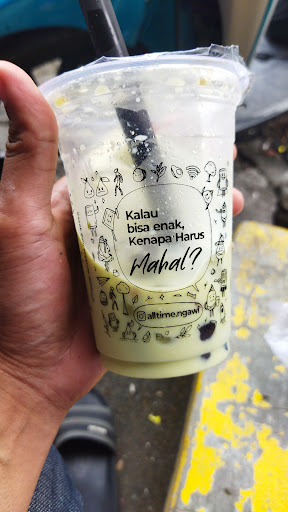 Kalau
bisa enak,
Kenapa Harus
Mahal?
alltime.ngawi